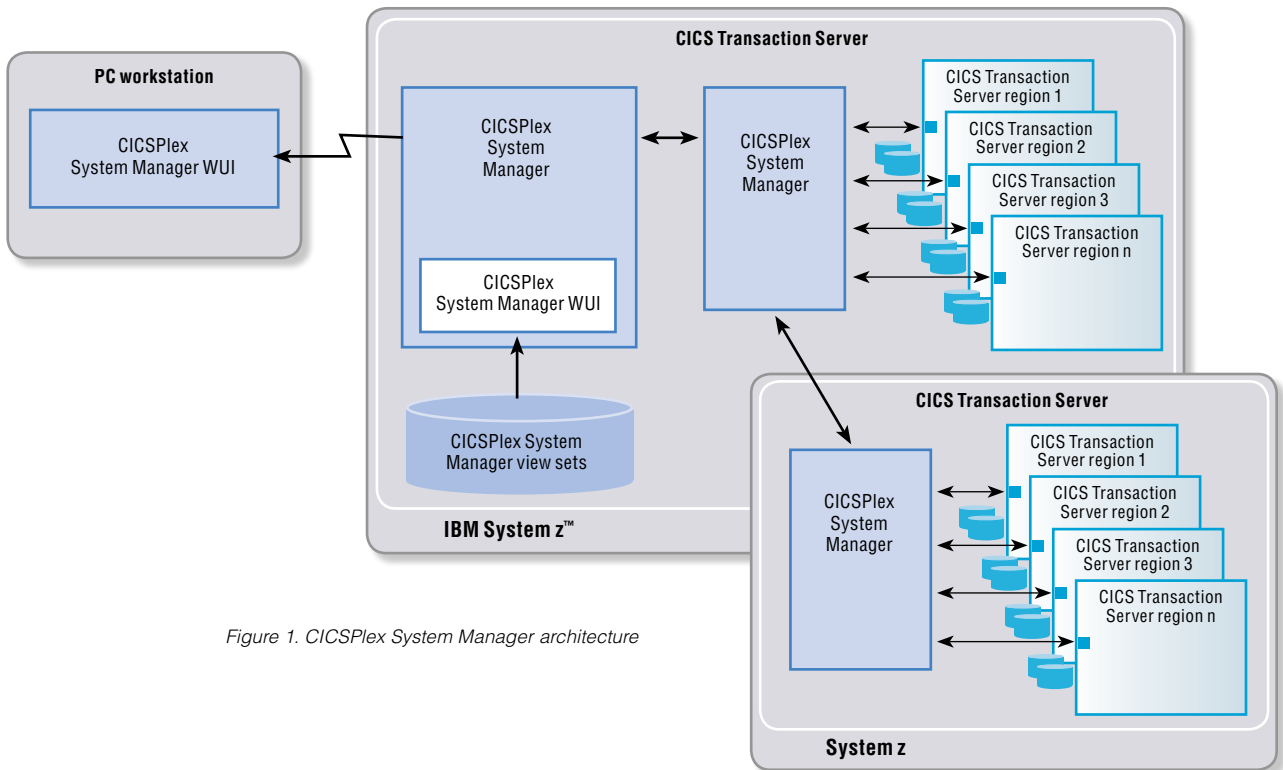 CICS Transaction Server
PC workstation
CICSPlex
System Manager WUI
CICSPlex
System
Manager
CICSPlex
System Manager WUI
CICSPlex System
Manager view sets
CICSPlex
System
Manager
CICS Transaction
Server region 1
CICS Transaction
Server region 2
CICS Transaction
Server region 3
CICS Transaction
Server region n
IBM System z™
CICS Transaction Server
CICSPlex
System
Manager
CICS Transaction
Server region 1
CICS Transaction
Server region 2
CICS Transaction
Server region 3
CICS Transaction
Server region n
System z
Figure 1. CICSPlex System Manager architecture